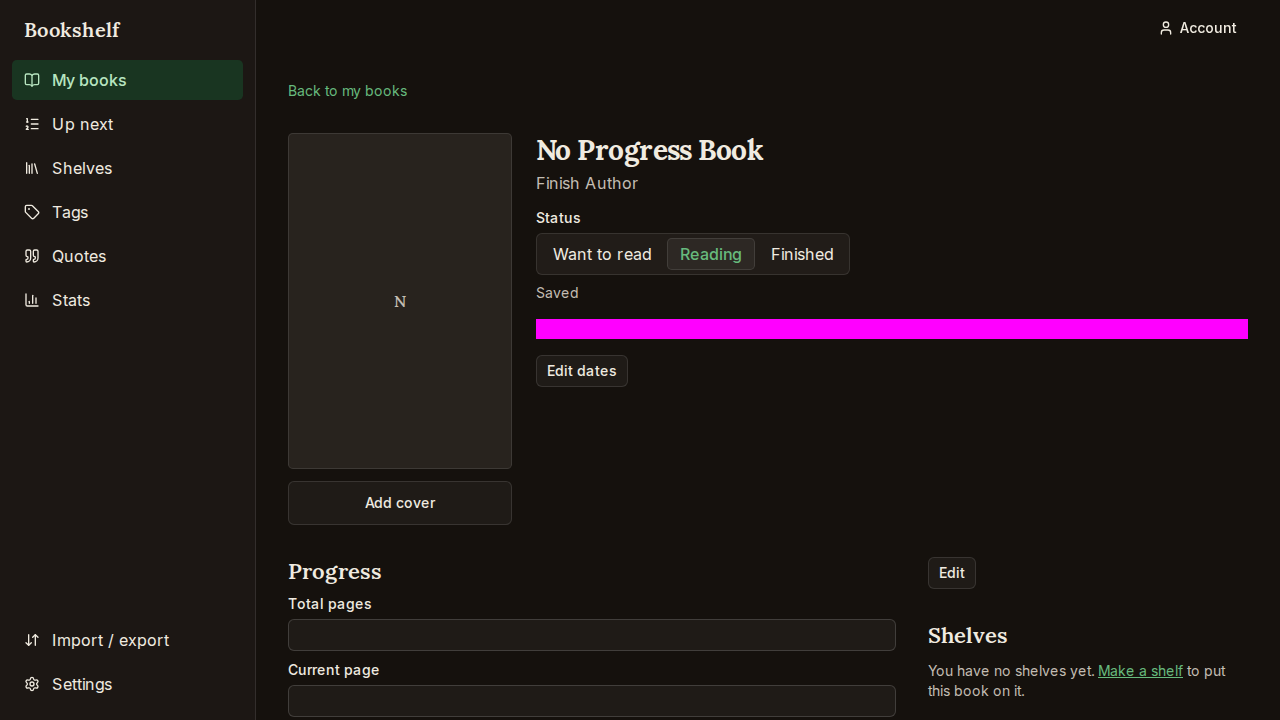 Bookshelf
Account
My books
Up next
Shelves
Tags
Quotes
Stats
Import / export
Settings
Back to my books
N
Add cover
No Progress Book
Finish Author
Status
Want to read Reading Finished
Saved
Edit dates
Progress
Total pages
Current page
Edit
Shelves
You have no shelves yet. Make a shelf to put
this book on it.